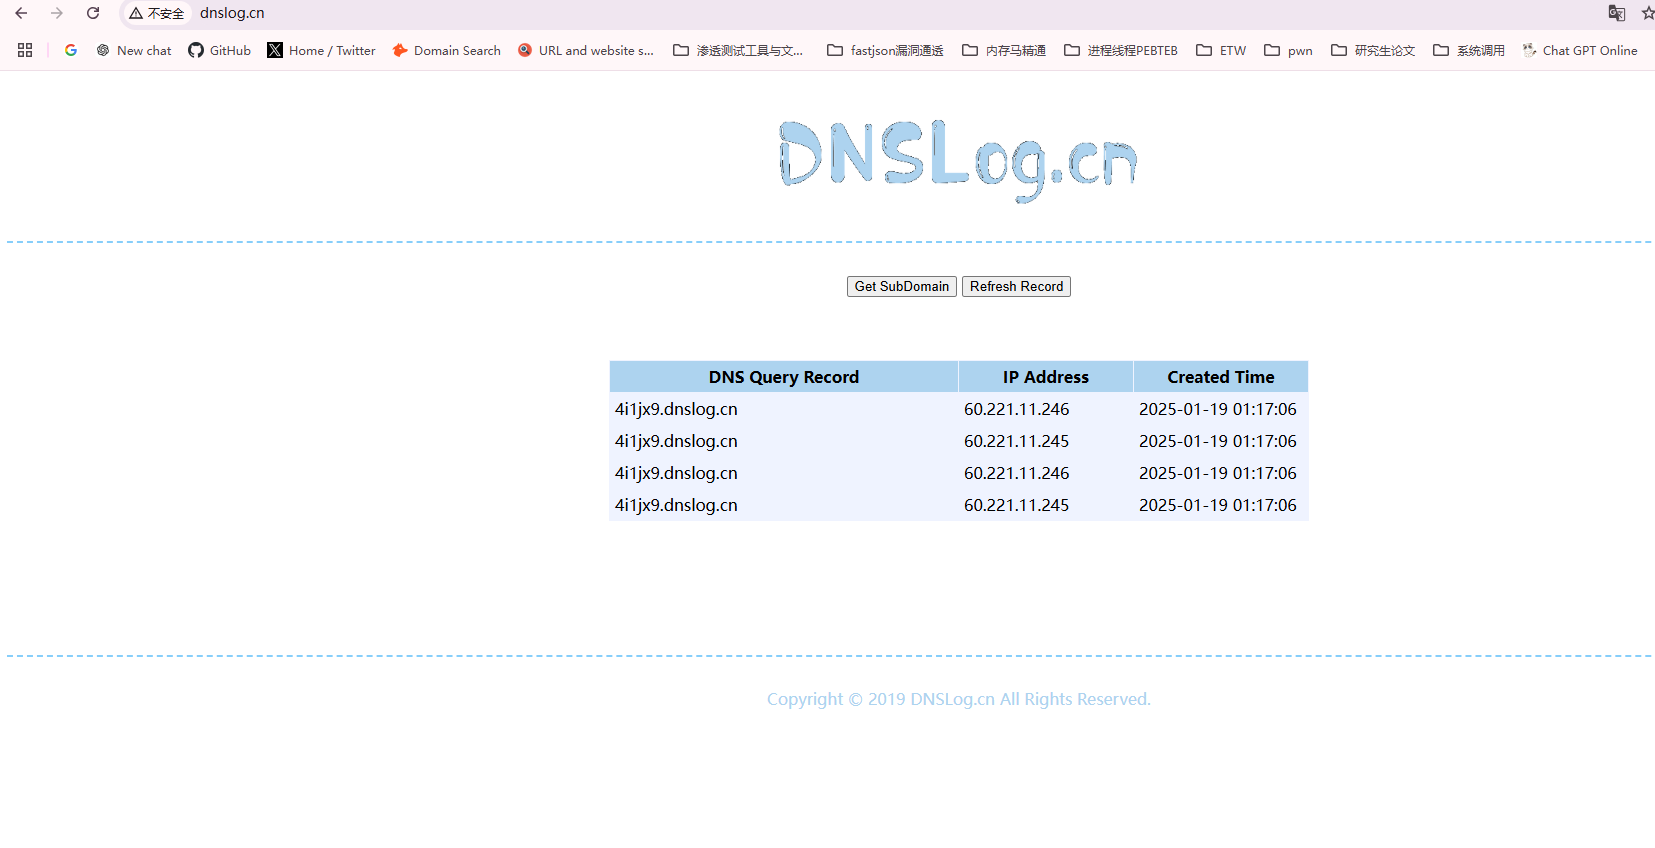 不安全 dnslog.cn
New chat GitHub Home / Twitter Domain Search URL and website s... 渗透测试工具与文... fastjson漏洞通透 内存马精通 进程线程PEBTEB ETW pwn 研究生论文 系统调用 Chat GPT Online
DNSLog.cn
Get SubDomain Refresh Record
DNS Query Record IP Address Created Time
4i1jx9.dnslog.cn 60.221.11.246 2025-01-19 01:17:06
4i1jx9.dnslog.cn 60.221.11.245 2025-01-19 01:17:06
4i1jx9.dnslog.cn 60.221.11.246 2025-01-19 01:17:06
4i1jx9.dnslog.cn 60.221.11.245 2025-01-19 01:17:06
Copyright © 2019 DNSLog.cn All Rights Reserved.